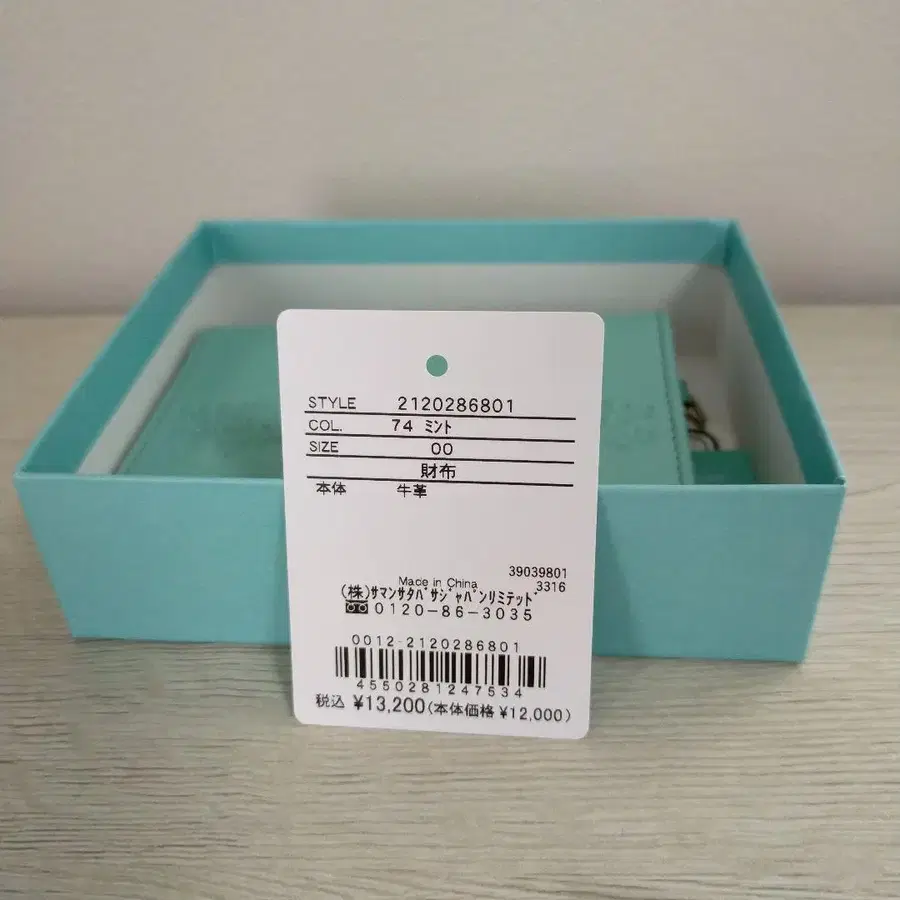 STYLE 2120286801
COL. 74 ﾐﾝﾄ
SIZE 00
財布
本体 牛革
39039801
Made in China 3316
(株)ｻﾏﾝｻﾀﾊﾞｻｼﾞｬﾊﾟﾝﾘﾐﾃｯﾄﾞ
0120-86-3035
0012-2120286801
4550281247534
税込 ¥13,200(本体価格 ¥12,000)